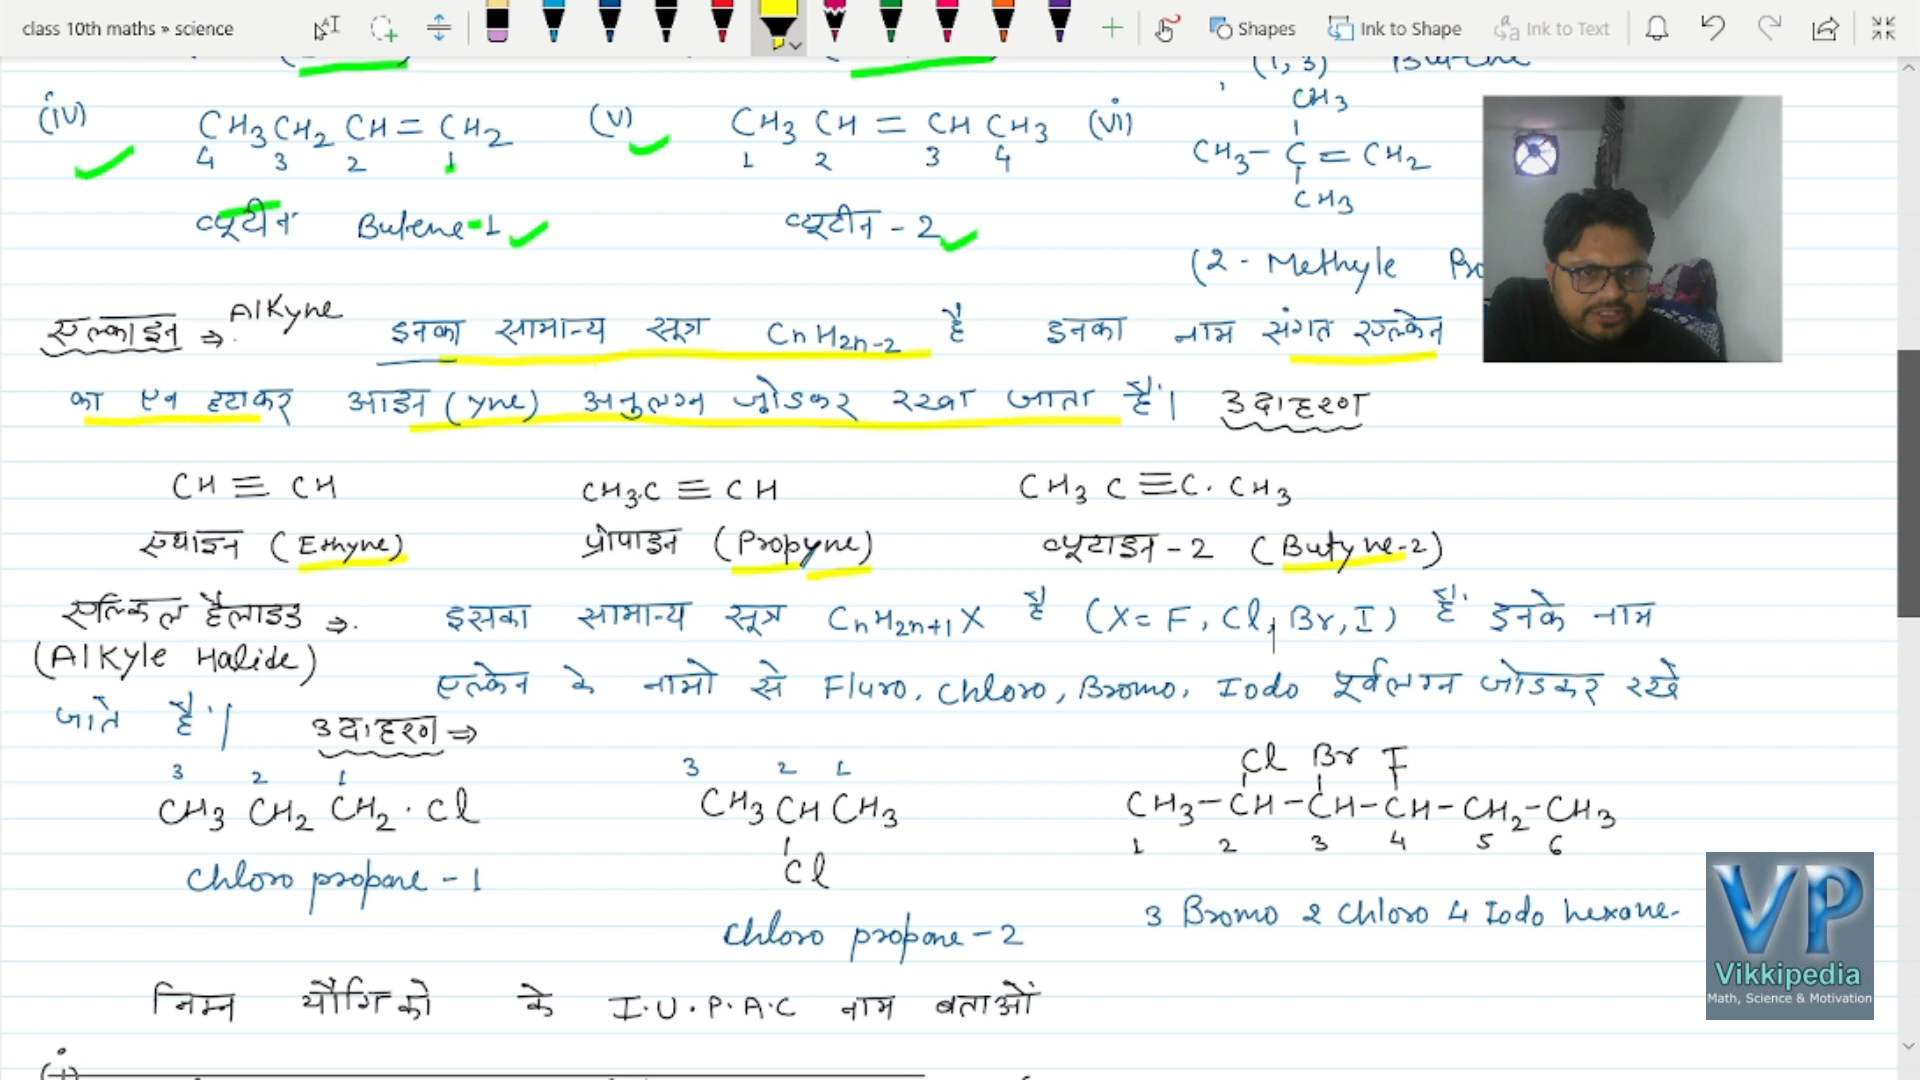 class 10th maths » science
Shapes
Ink to Shape
Ink to Text
(1,3)
(iv) CH3 CH2 CH = CH2 (v) CH3 CH = CH CH3 (vi) CH3
4 3 2 1 1 2 3 4 CH3 - C = CH2
CH3
ब्यूटीन Butene-1 ब्यूटीन - 2
(2 - Methyle
एल्काइन ⇒ Alkyne इनका सामान्य सूत्र CnH2n-2 है इनका नाम संगत एल्केन
का एन हटाकर आइन (yne) अनुलग्न जोडकर रखा जाता है। उदाहरण
CH ≡ CH CH3.C ≡ CH CH3 C ≡ C. CH3
एथाइन (Ethyne) प्रोपाइन (Propyne) ब्यूटाइन - 2 (Butyne-2)
एल्किल हैलाइड ⇒ इसका सामान्य सूत्र CnH2n+1 X है (X= F, Cl, Br, I) हैं इनके नाम
(Alkyle Halide) एल्केन के नामो से Fluro, Chloro, Bromo, Iodo पूर्वलग्न जोडकर रखे
जाते हैं। उदाहरण ⇒
3 2 1 3 2 1 Cl Br F
CH3 CH2 CH2 . Cl CH3 CH CH3 CH3 - CH - CH - CH - CH2 - CH3
Cl 1 2 3 4 5 6
Chloro propane - 1 Chloro propane - 2 3 Bromo 2 Chloro 4 Iodo hexane.
निम्न यौगिको के I.U.P.A.C नाम बताओं
(i)
VP
Vikkipedia
Math, Science & Motivation